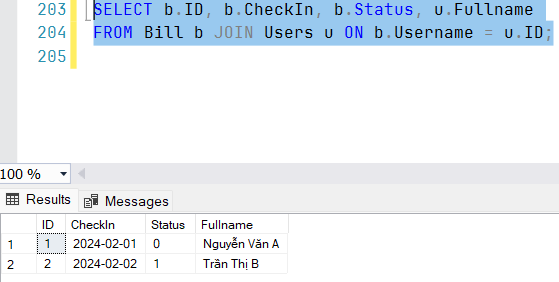 203 SELECT b.ID, b.CheckIn, b.Status, u.Fullname
204 FROM Bill b JOIN Users u ON b.Username = u.ID;
205
100 %
Results Messages
ID CheckIn Status Fullname
1 1 2024-02-01 0 Nguyễn Văn A
2 2 2024-02-02 1 Trần Thị B